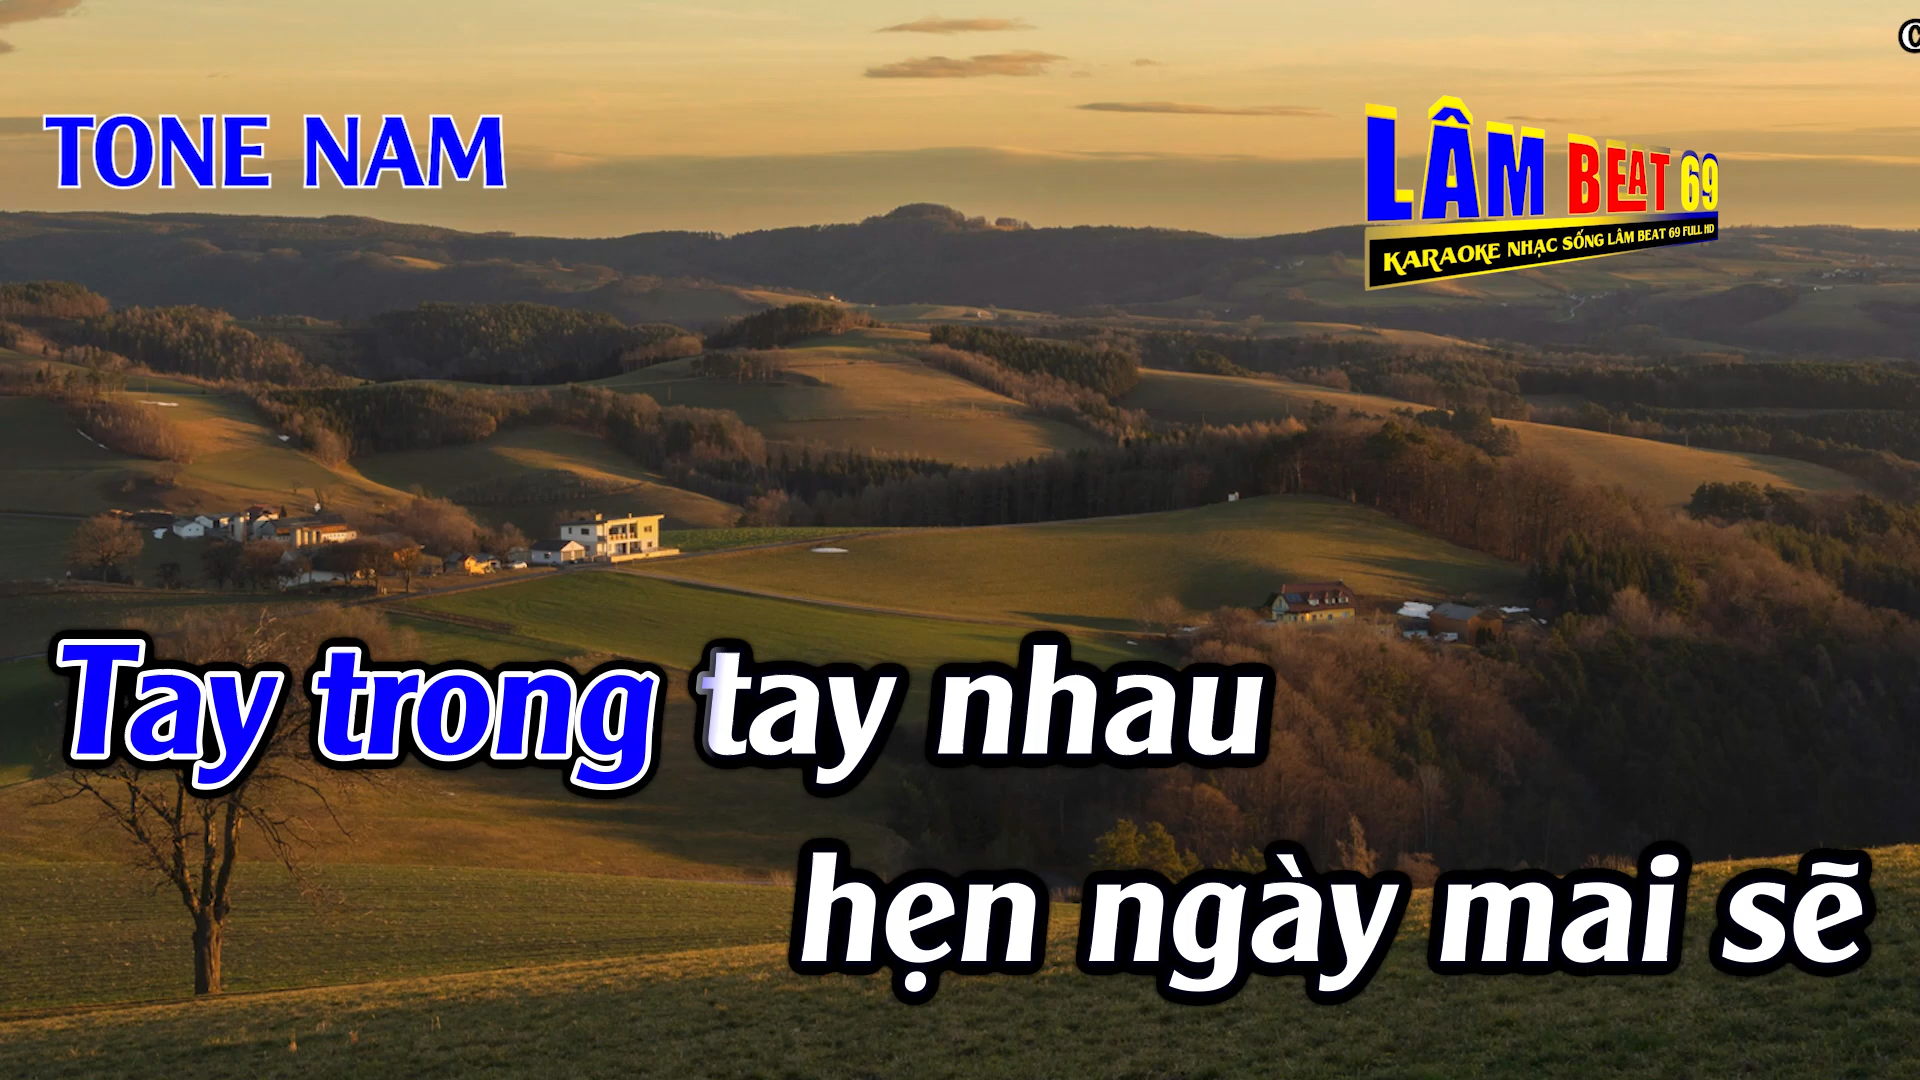 TONE NAM
LÂM BEAT 69
KARAOKE NHẠC SỐNG LÂM BEAT 69 FULL HD
Tay trong tay nhau
hẹn ngày mai sẽ